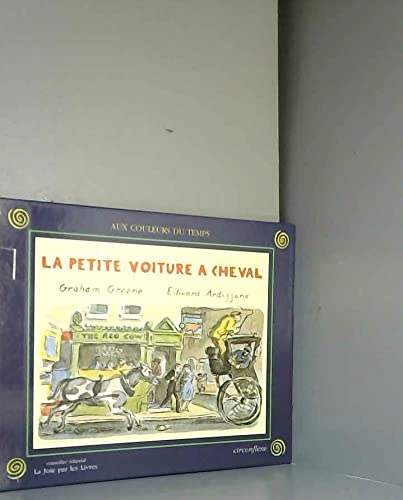 AUX COULEURS DU TEMPS
LA PETITE VOITURE A CHEVAL
Graham Greene Edward Ardizzone
THE RED COW
conseiller éditorial
La Joie par les Livres
circonflexe